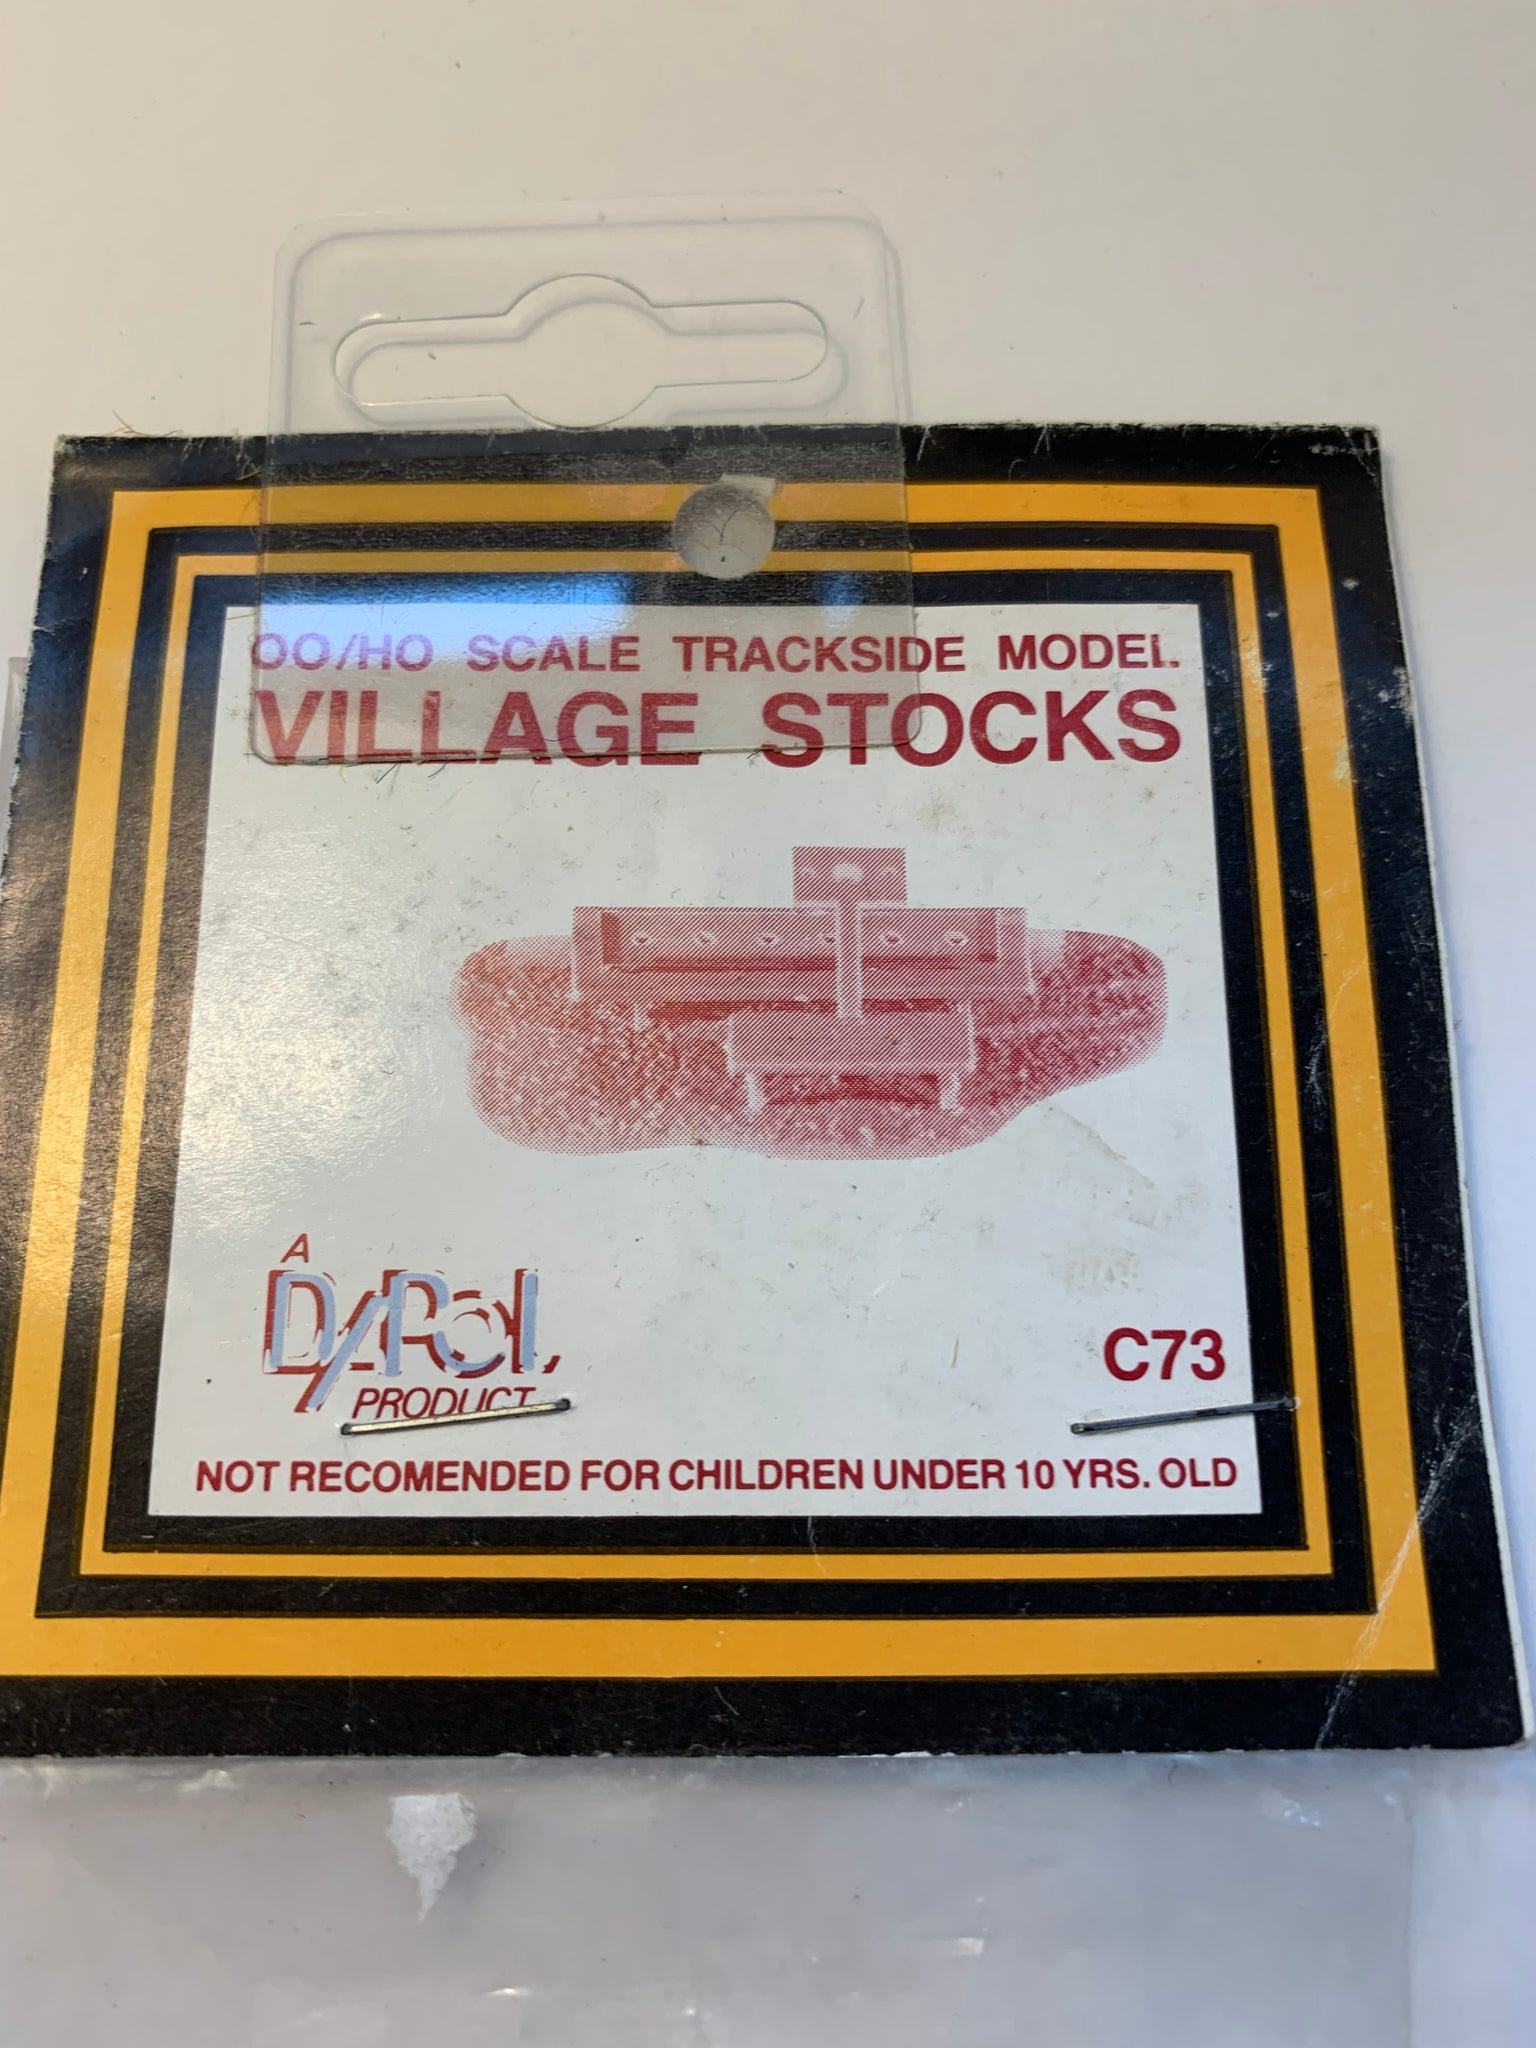 OO/HO SCALE TRACKSIDE MODEL.
VILLAGE STOCKS
A
DAPOL
PRODUCT
C73
NOT RECOMENDED FOR CHILDREN UNDER 10 YRS. OLD